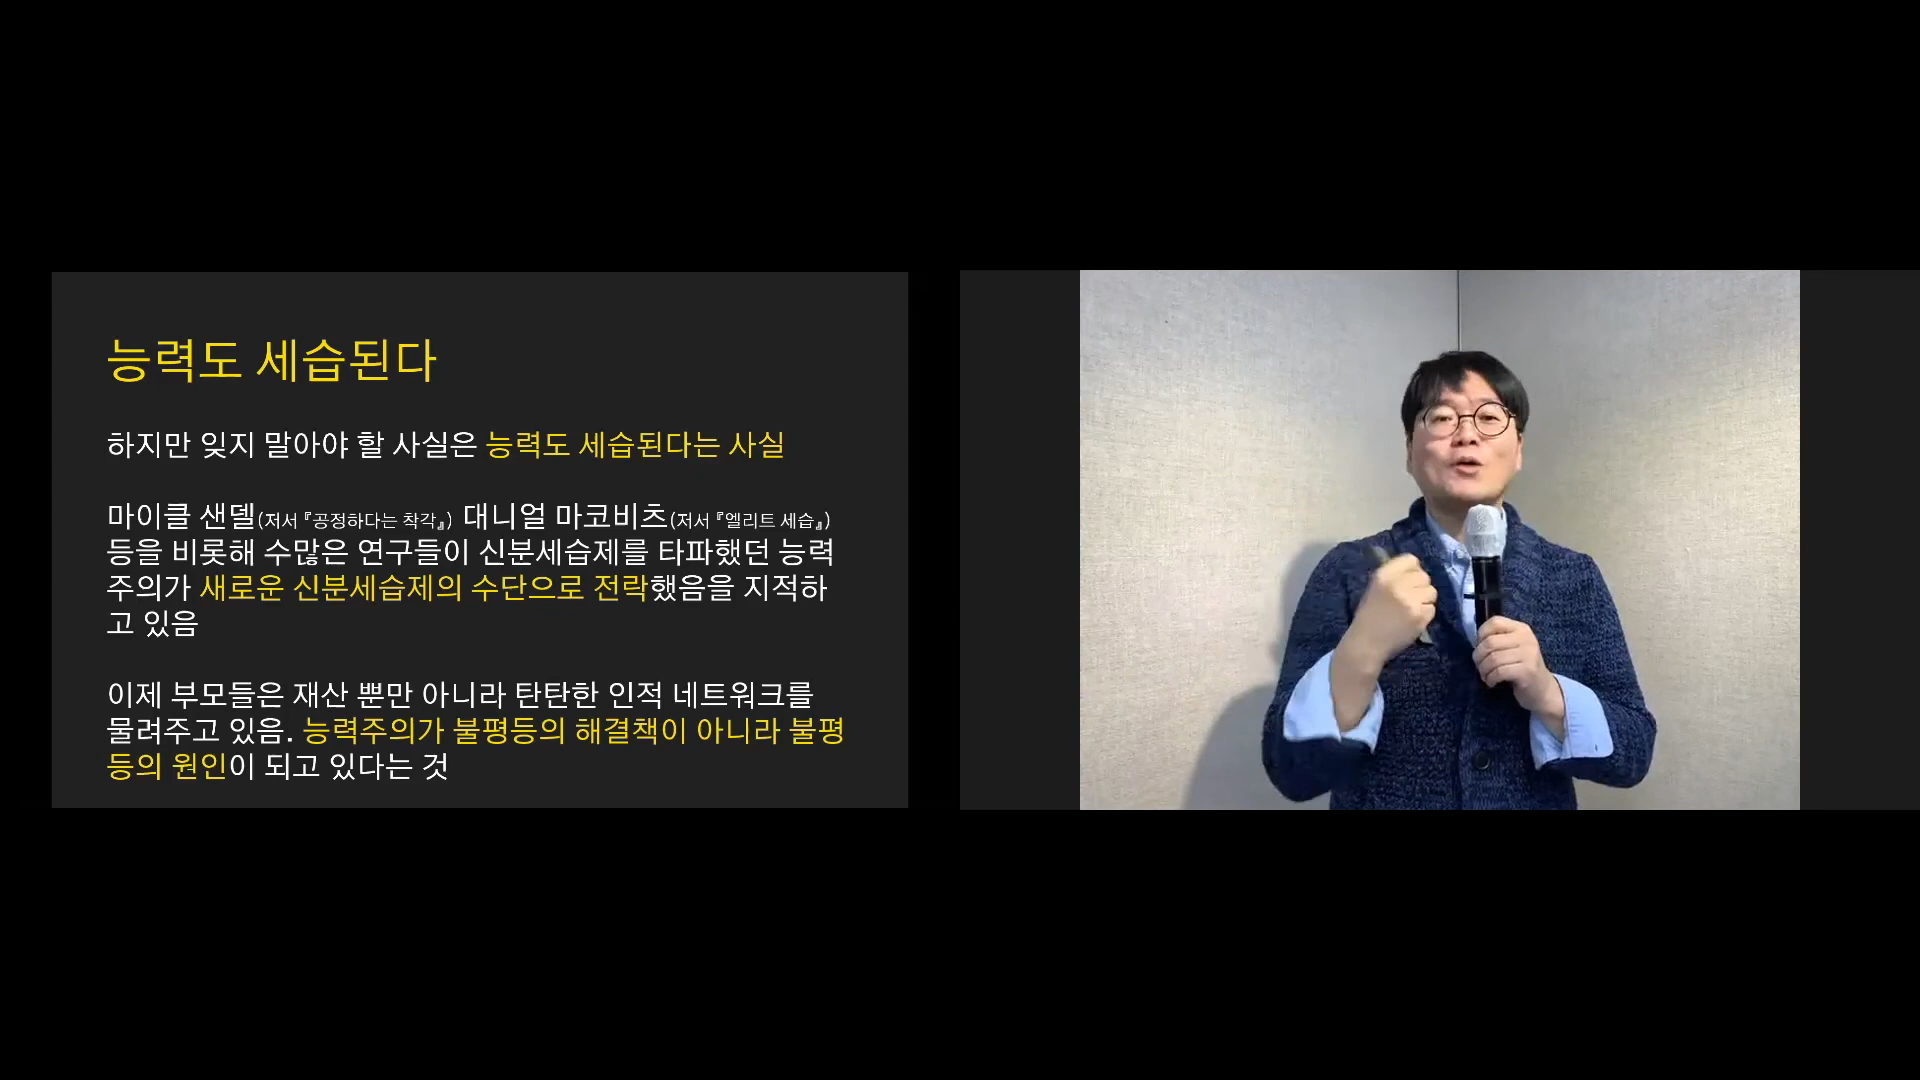 능력도 세습된다
하지만 잊지 말아야 할 사실은 능력도 세습된다는 사실
마이클 샌델(저서 『공정하다는 착각』) 대니얼 마코비츠(저서 『엘리트 세습』)
등을 비롯해 수많은 연구들이 신분세습제를 타파했던 능력
주의가 새로운 신분세습제의 수단으로 전락했음을 지적하
고 있음
이제 부모들은 재산 뿐만 아니라 탄탄한 인적 네트워크를
물려주고 있음. 능력주의가 불평등의 해결책이 아니라 불평
등의 원인이 되고 있다는 것